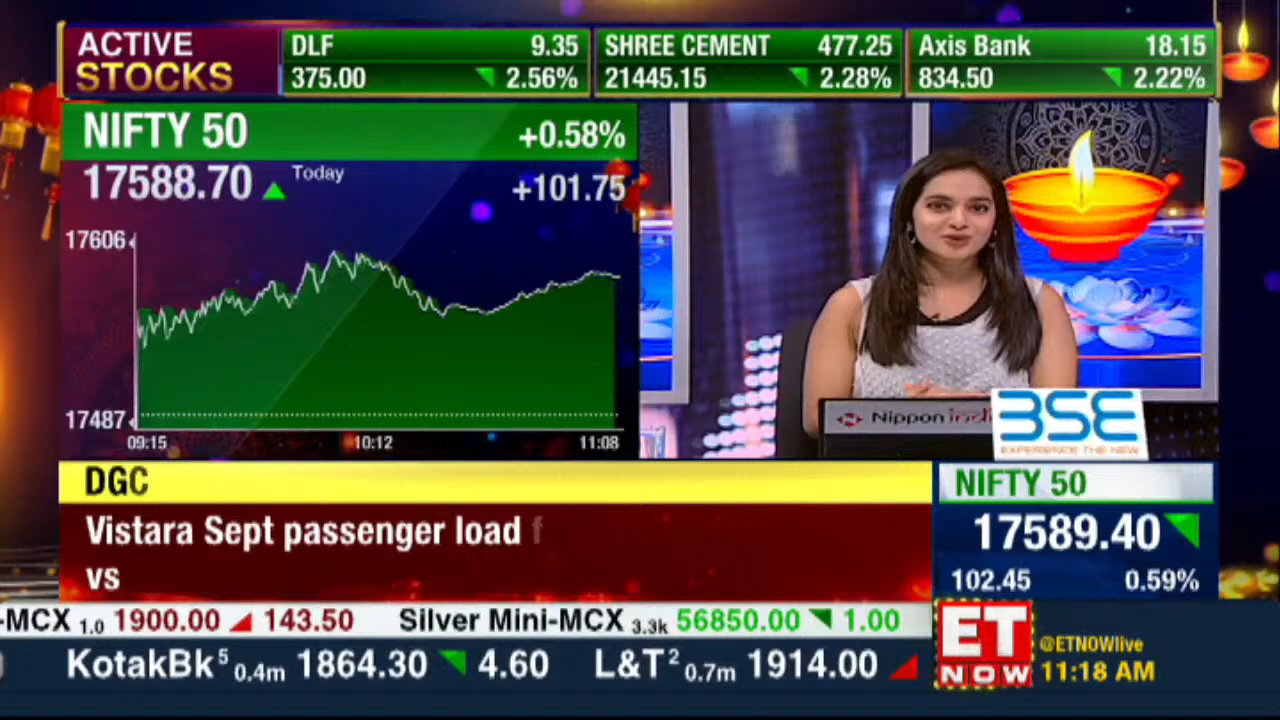 ACTIVE
STOCKS
DLF 9.35
375.00 2.56%
SHREE CEMENT 477.25
21445.15 2.28%
Axis Bank 18.15
834.50 2.22%
NIFTY 50 +0.58%
17588.70 Today +101.75
17606
17487
09:15 10:12 11:08
Nippon indi
BSE
EXPERIENCE THE NEW
DGC
Vistara Sept passenger load f
vs
NIFTY 50
17589.40
102.45 0.59%
-MCX 1.0 1900.00 143.50 Silver Mini-MCX 3.3k 56850.00 1.00
KotakBk 5 0.4m 1864.30 4.60 L&T 2 0.7m 1914.00
ET
NOW
@ETNOWlive
11:18 AM